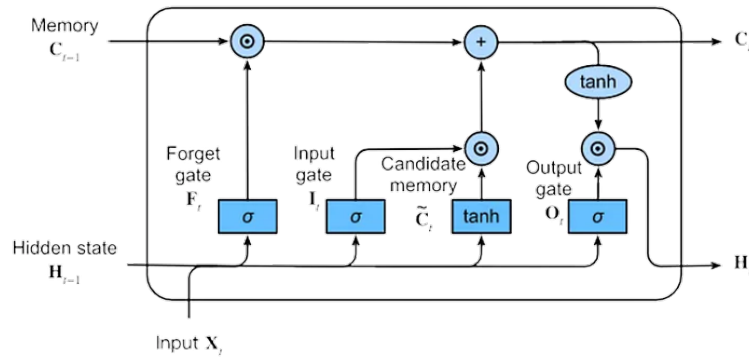 Memory
C_{t-1}
⊙
+
C_t
tanh
Forget
gate
F_t
Input
gate
I_t
Candidate
memory
C̃_t
⊙
Output
gate
O_t
⊙
σ
σ
tanh
σ
Hidden state
H_{t-1}
H
Input X_t